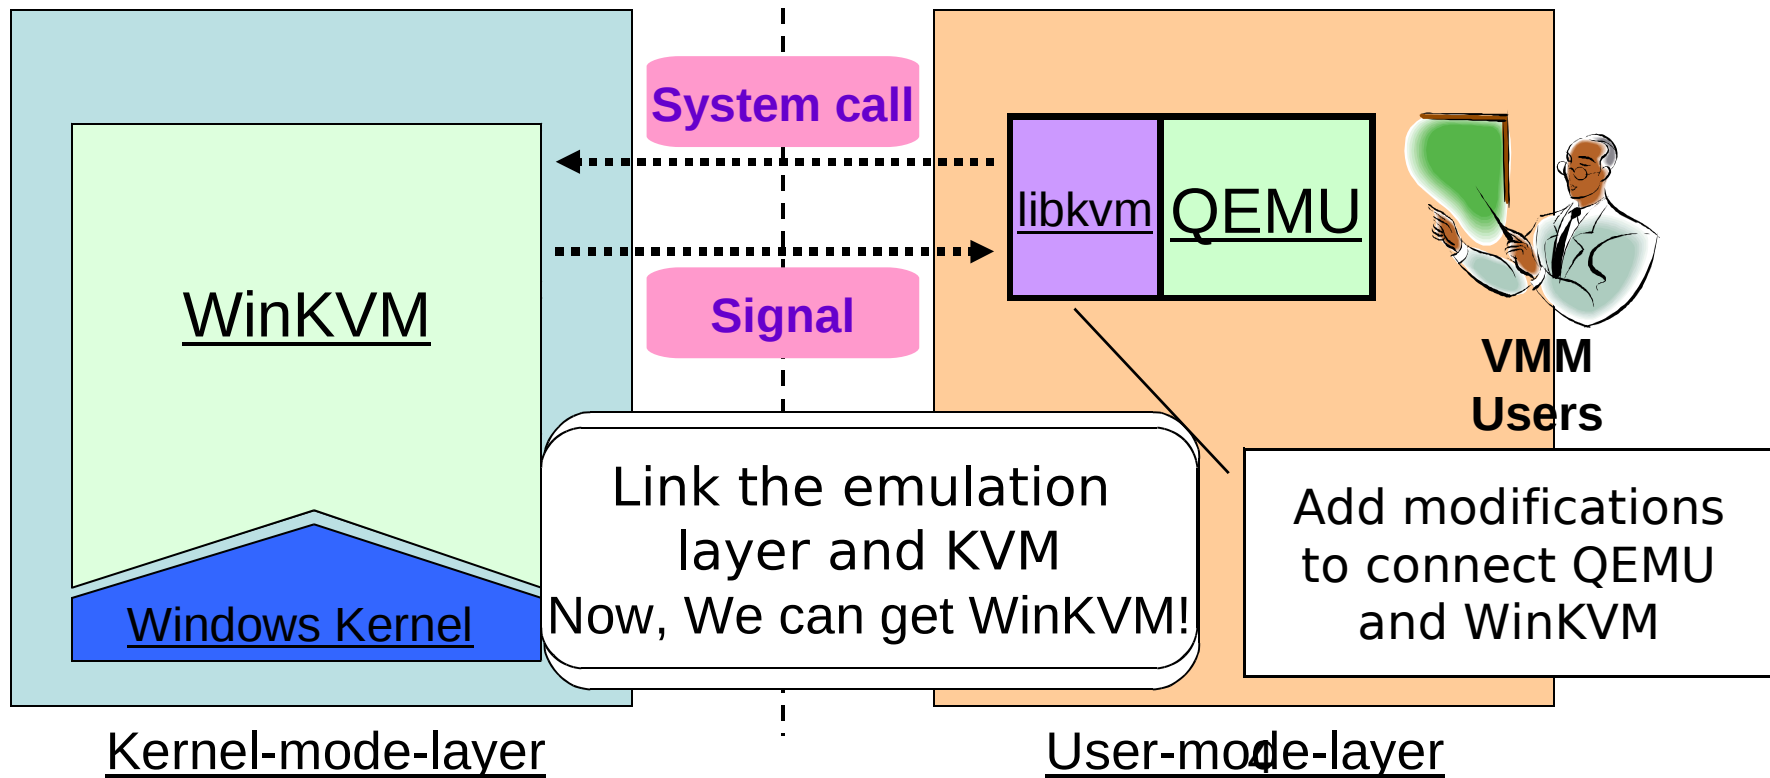 System call
libkvm
QEMU
WinKVM
Signal
VMM
Users
Link the emulation
layer and KVM
Now, We can get WinKVM!
Add modifications
to connect QEMU
and WinKVM
Windows Kernel
Kernel-mode-layer
User-mode-layer
4